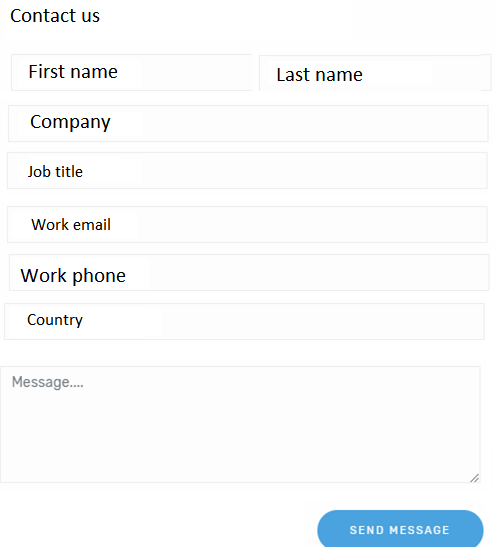 Contact us
First name Last name
Company
Job title
Work email
Work phone
Country
Message....
SEND MESSAGE